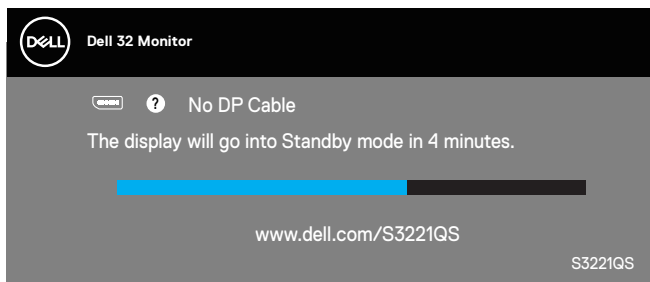 DELL
Dell 32 Monitor
? No DP Cable
The display will go into Standby mode in 4 minutes.
www.dell.com/S3221QS
S3221QS